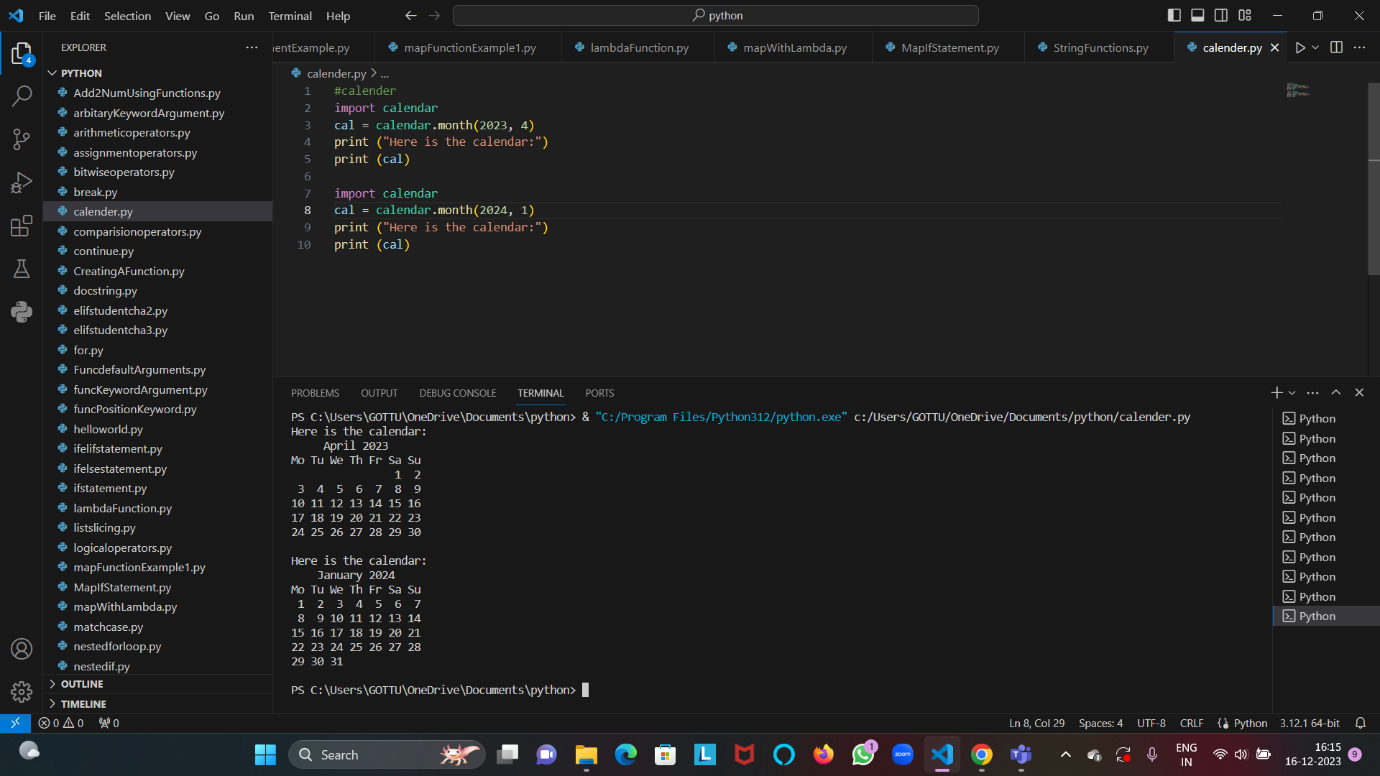 File Edit Selection View Go Run Terminal Help
python
EXPLORER
entExample.py mapFunctionExample1.py lambdaFunction.py mapWithLambda.py MapIfStatement.py StringFunctions.py calender.py
4
PYTHON
Add2NumUsingFunctions.py
arbitaryKeywordArgument.py
arithmeticoperators.py
assignmentoperators.py
bitwiseoperators.py
break.py
calender.py
comparisionoperators.py
continue.py
CreatingAFunction.py
docstring.py
elifstudentcha2.py
elifstudentcha3.py
for.py
FuncdefaultArguments.py
funcKeywordArgument.py
funcPositionKeyword.py
helloworld.py
ifelifstatement.py
ifelsestatement.py
ifstatement.py
lambdaFunction.py
listslicing.py
logicaloperators.py
mapFunctionExample1.py
MapIfStatement.py
mapWithLambda.py
matchcase.py
nestedforloop.py
nestedif.py
OUTLINE
TIMELINE
calender.py > ...
1 #calender
2 import calendar
3 cal = calendar.month(2023, 4)
4 print ("Here is the calendar:")
5 print (cal)
6
7 import calendar
8 cal = calendar.month(2024, 1)
9 print ("Here is the calendar:")
10 print (cal)
PROBLEMS OUTPUT DEBUG CONSOLE TERMINAL PORTS
PS C:\Users\GOTTU\OneDrive\Documents\python> & "C:/Program Files/Python312/python.exe" c:/Users/GOTTU/OneDrive/Documents/python/calender.py
Here is the calendar:
April 2023
Mo Tu We Th Fr Sa Su
1 2
3 4 5 6 7 8 9
10 11 12 13 14 15 16
17 18 19 20 21 22 23
24 25 26 27 28 29 30
Here is the calendar:
January 2024
Mo Tu We Th Fr Sa Su
1 2 3 4 5 6 7
8 9 10 11 12 13 14
15 16 17 18 19 20 21
22 23 24 25 26 27 28
29 30 31
PS C:\Users\GOTTU\OneDrive\Documents\python>
Python
Python
Python
Python
Python
Python
Python
Python
Python
Python
Python
0 0 0
Ln 8, Col 29 Spaces: 4 UTF-8 CRLF Python 3.12.1 64-bit
Search
L
1
zoom
ENG
IN
16:15
16-12-2023
9